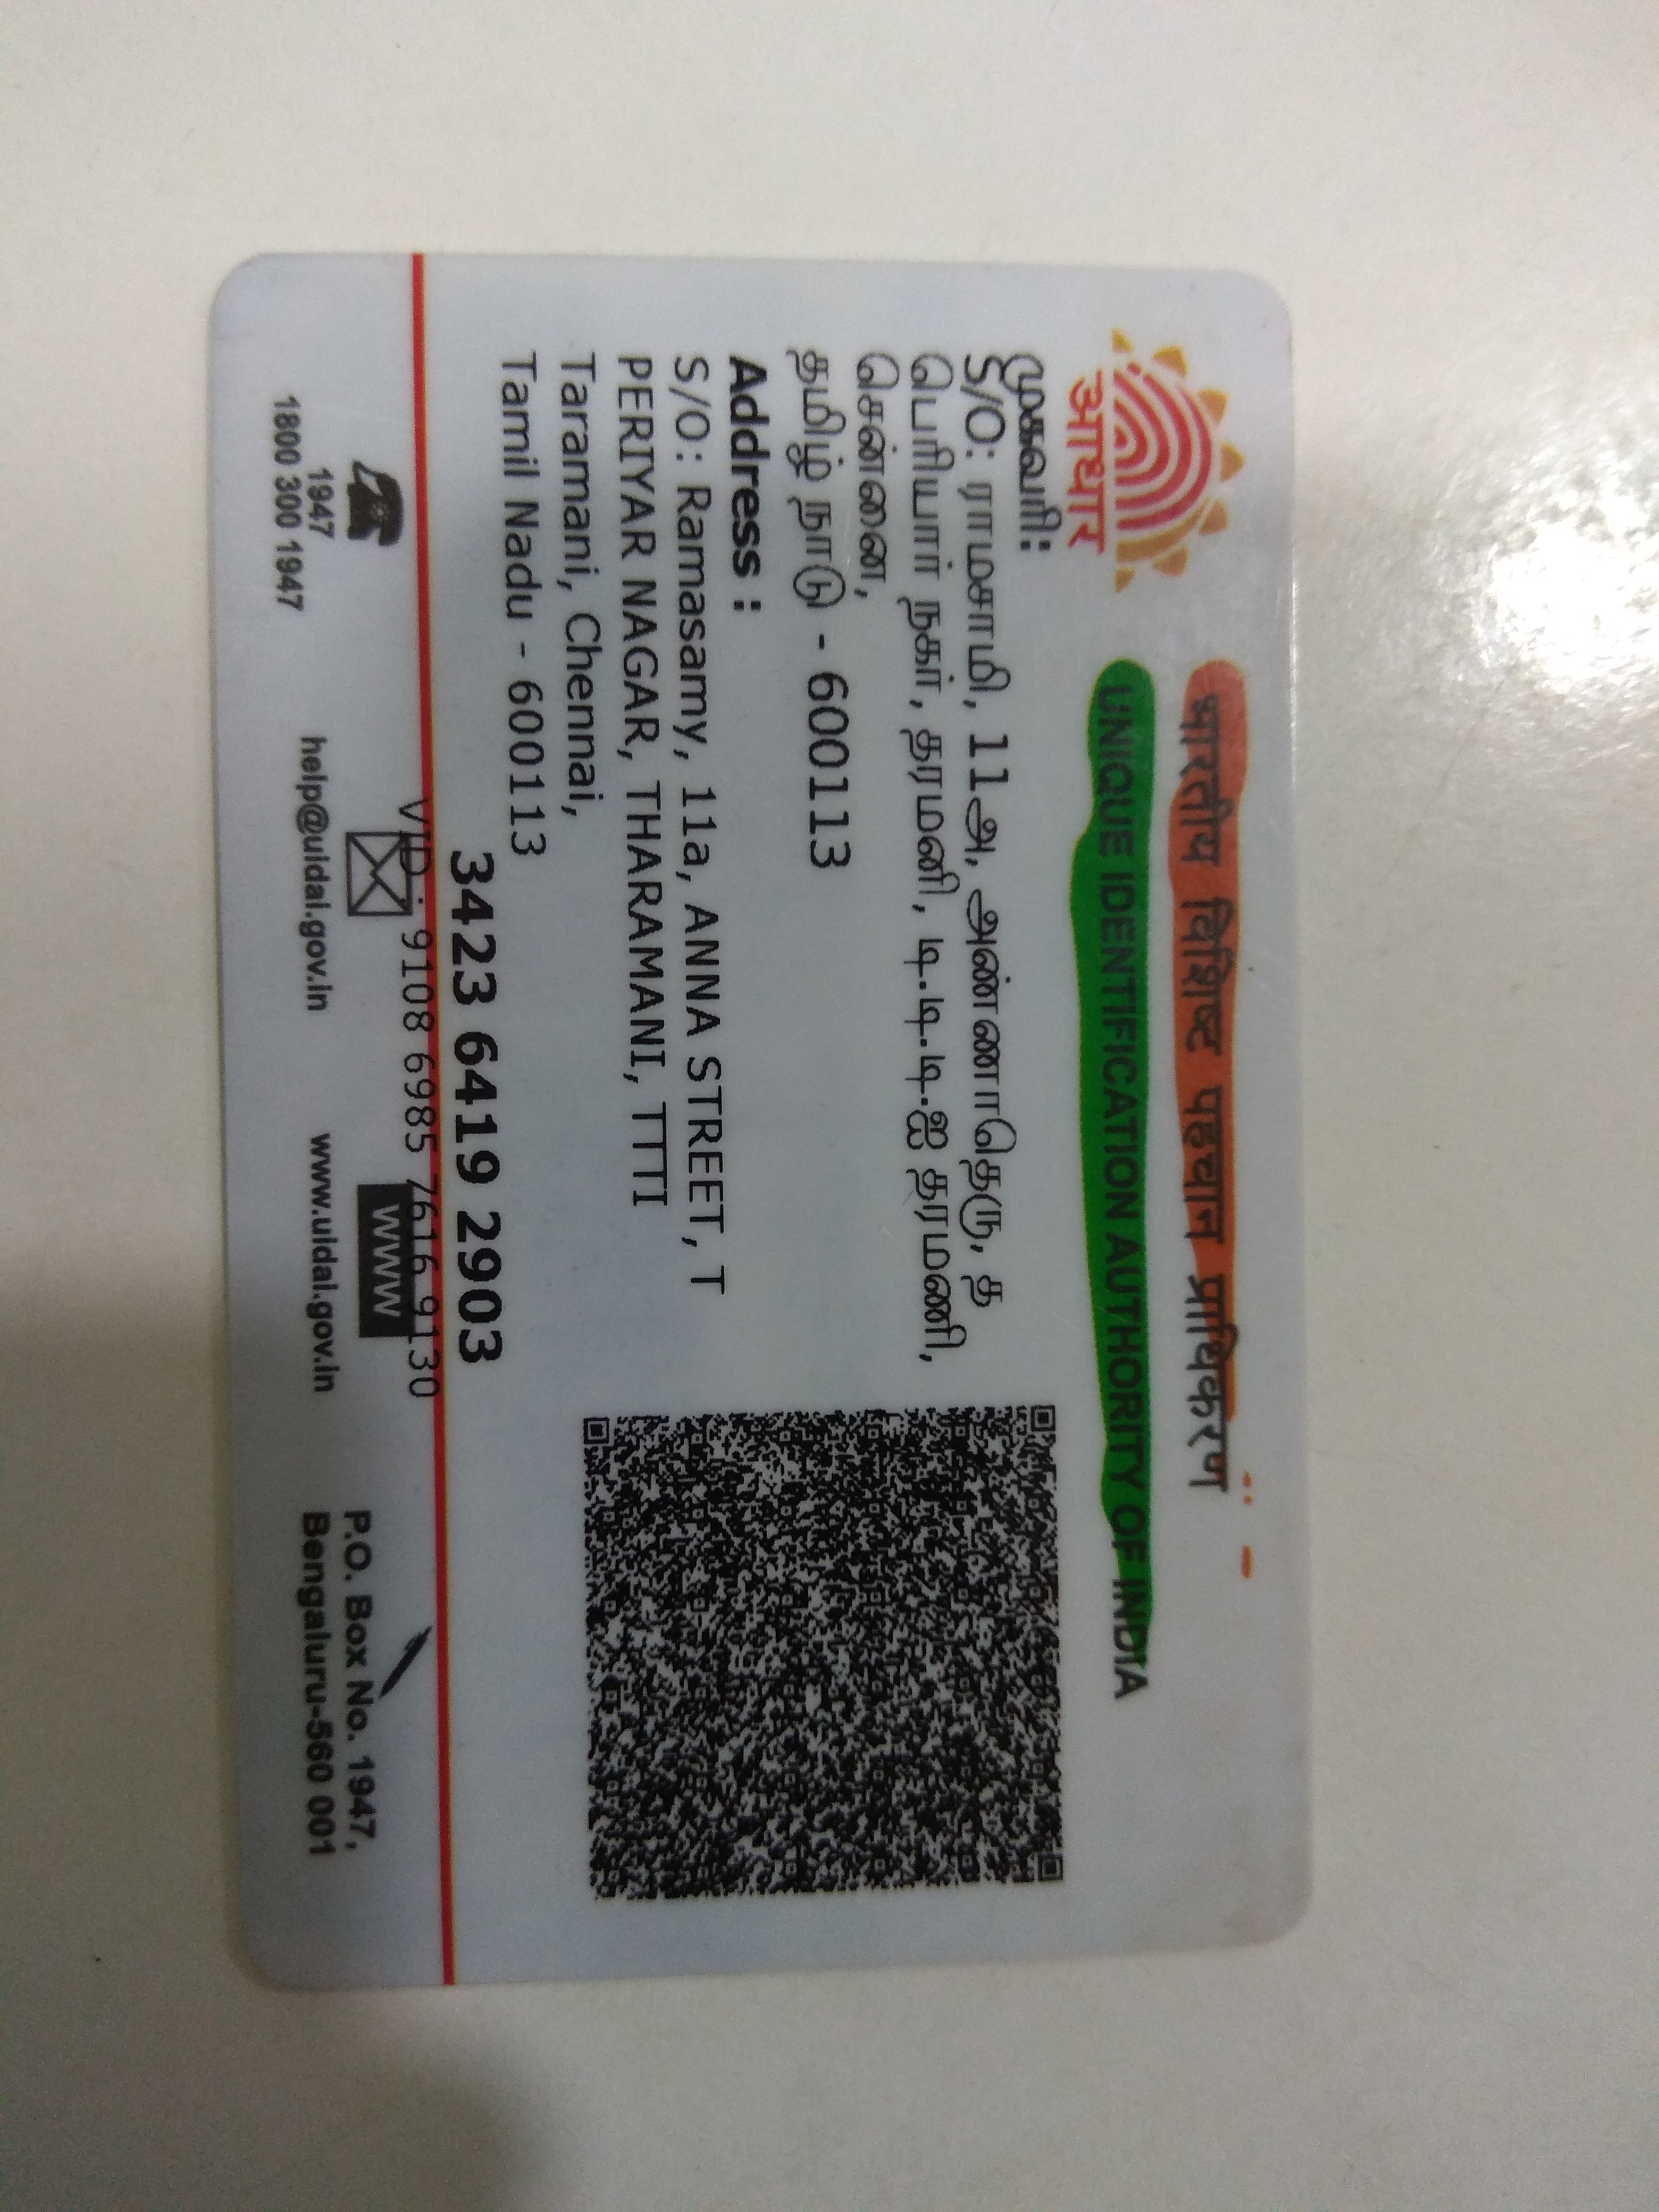 आधार
भारतीय विशिष्ट पहचान प्राधिकरण
UNIQUE IDENTIFICATION AUTHORITY OF INDIA
முகவரி:
S/O: ராமசாமி, 11அ, அண்ணாதெரு, த
பெரியார் நகர், தரமனி, டி.டி.டி.ஐ தரமணி,
சென்னை,
தமிழ் நாடு - 600113
Address :
S/O: Ramasamy, 11a, ANNA STREET, T
PERIYAR NAGAR, THARAMANI, TTTI
Taramani, Chennai,
Tamil Nadu - 600113
3423 6419 2903
VID : 9108 6985 7616 9130
WWW
1947
1800 300 1947
help@uidai.gov.in
www.uidai.gov.in
P.O. Box No. 1947,
Bengaluru-560 001